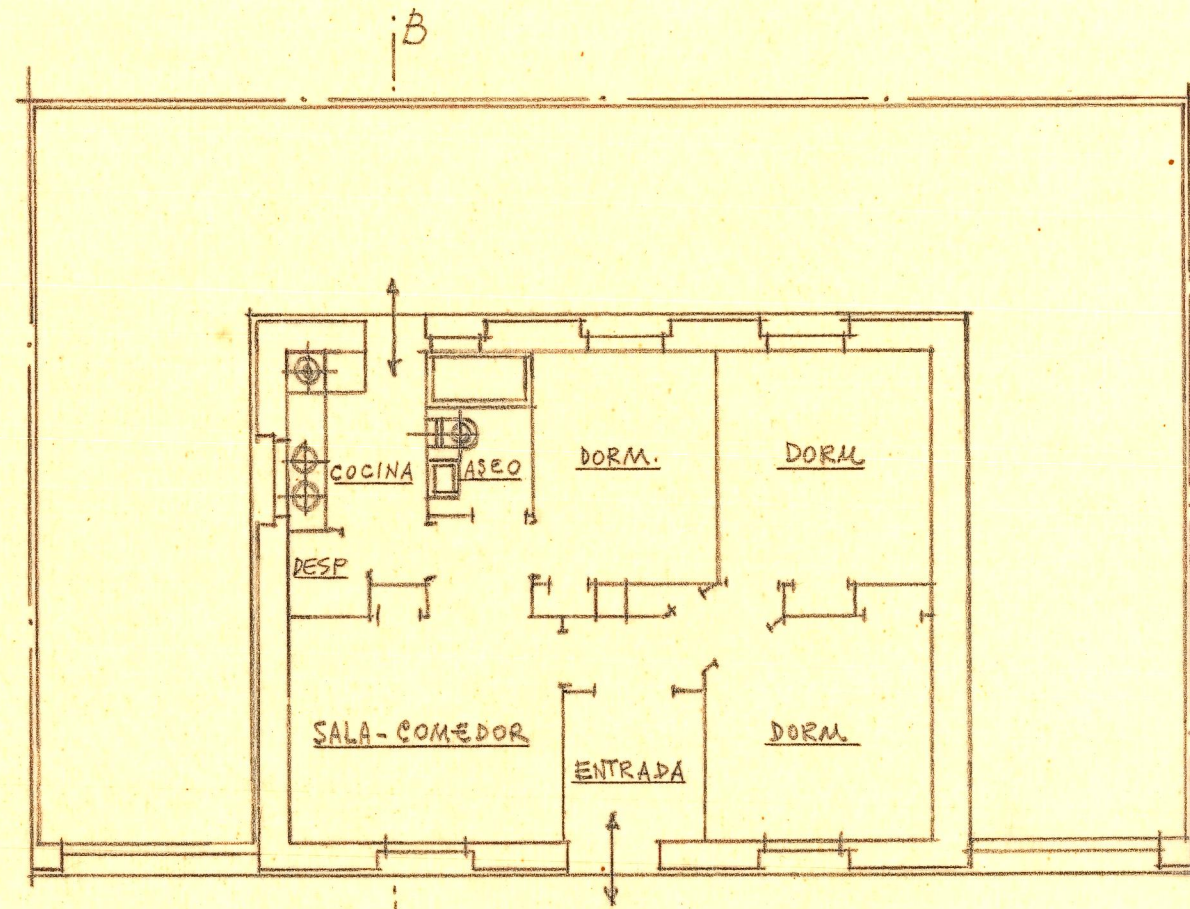 B
COCINA
ASEO
DORM.
DORM
DESP
SALA-COMEDOR
ENTRADA
DORM